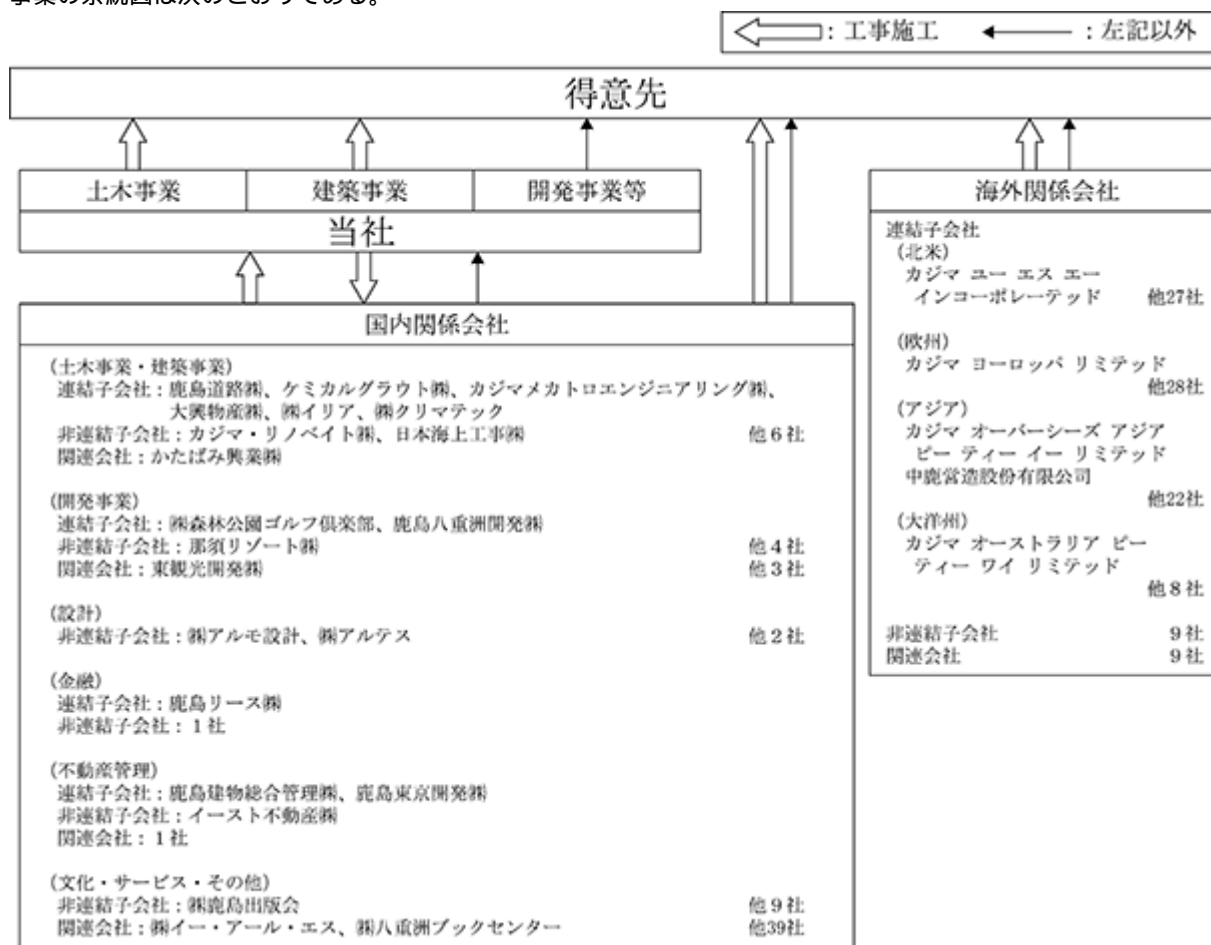 事業の系統図は次のとおりである。
：工事施工 ：左記以外
得意先
土木事業 建築事業 開発事業等
当社
国内関係会社
(土木事業・建築事業)
連結子会社：鹿島道路㈱、ケミカルグラウト㈱、カジマメカトロエンジニアリング㈱、
大興物産㈱、㈱イリア、㈱クリマテック
非連結子会社：カジマ・リノベイト㈱、日本海上工事㈱ 他６社
関連会社：かたばみ興業㈱
(開発事業)
連結子会社：㈱森林公園ゴルフ倶楽部、鹿島八重洲開発㈱
非連結子会社：那須リゾート㈱ 他４社
関連会社：東観光開発㈱ 他３社
(設計)
非連結子会社：㈱アルモ設計、㈱アルテス 他２社
(金融)
連結子会社：鹿島リース㈱
非連結子会社：１社
(不動産管理)
連結子会社：鹿島建物総合管理㈱、鹿島東京開発㈱
非連結子会社：イースト不動産㈱
関連会社：１社
(文化・サービス・その他)
非連結子会社：㈱鹿島出版会 他９社
関連会社：㈱イー・アール・エス、㈱八重洲ブックセンター 他39社
海外関係会社
連結子会社
(北米)
カジマ ユー エス エー
インコーポレーテッド 他27社
(欧州)
カジマ ヨーロッパ リミテッド
他28社
(アジア)
カジマ オーバーシーズ アジア
ピー ティー イー リミテッド
中鹿営造股份有限公司
他22社
(大洋州)
カジマ オーストラリア ピー
ティー ワイ リミテッド
他８社
非連結子会社 ９社
関連会社 ９社